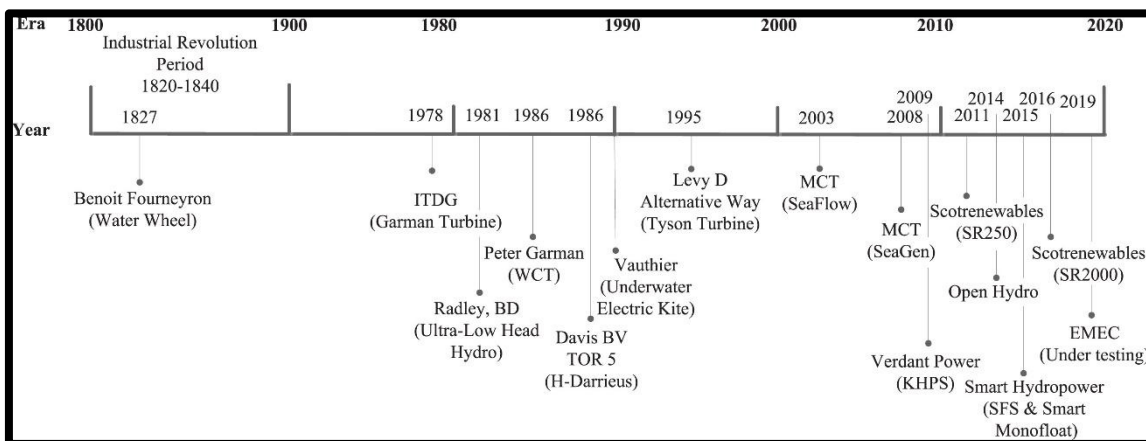 Era 1800 1900 1980 1990 2000 2010 2020
Industrial Revolution
Period
1820-1840
2009 2014 2016
Year 1827 1978 1981 1986 1986 1995 2003 2008 2011 2015 2019
Benoit Fourneyron
(Water Wheel)
ITDG
(Garman Turbine)
Radley, BD
(Ultra-Low Head
Hydro)
Peter Garman
(WCT)
Davis BV
TOR 5
(H-Darrieus)
Vauthier
(Underwater
Electric Kite)
Levy D
Alternative Way
(Tyson Turbine)
MCT
(SeaFlow)
MCT
(SeaGen)
Verdant Power
(KHPS)
Scotrenewables
(SR250)
Open Hydro
Smart Hydropower
(SFS & Smart
Monofloat)
Scotrenewables
(SR2000)
EMEC
(Under testing)